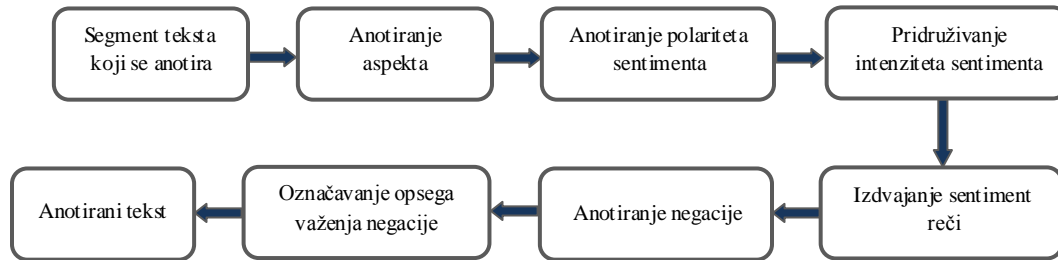 Segment teksta
koji se anotira
Anotiranje
aspekta
Anotiranje polariteta
sentimenta
Pridruživanje
intenziteta sentimenta
Izdvajanje sentiment
reči
Anotiranje negacije
Označavanje opsega
važenja negacije
Anotirani tekst